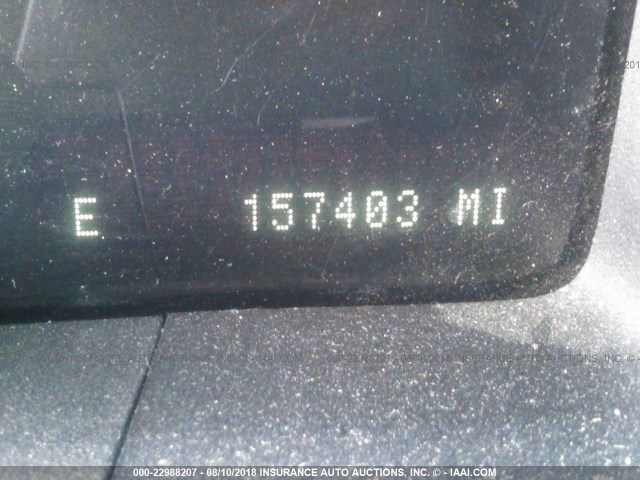 E 157403 MI
000-22988207 - 08/10/2018 INSURANCE AUTO AUCTIONS, INC. - © - IAAI.COM